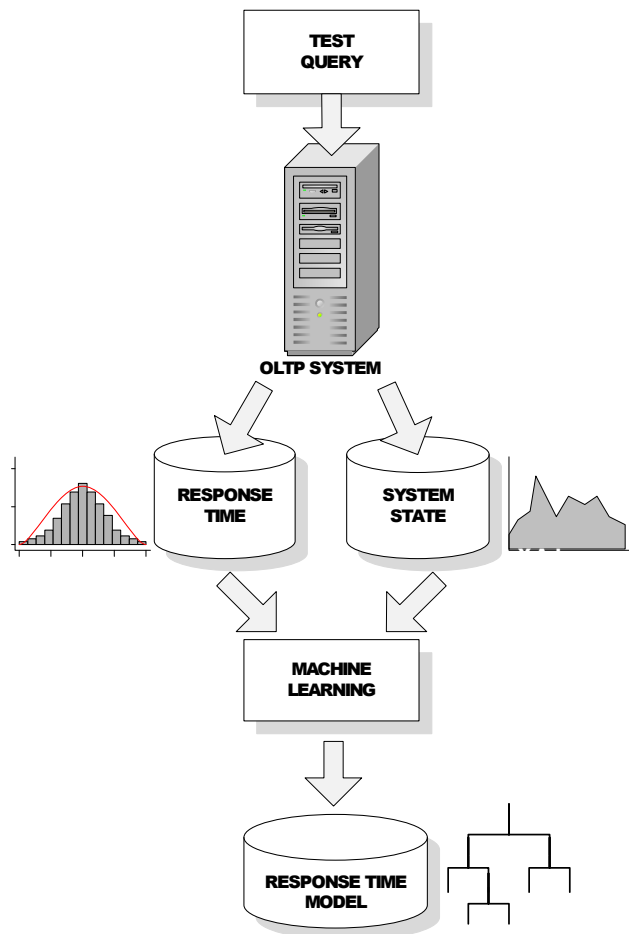 TEST
QUERY
OLTP SYSTEM
RESPONSE
TIME
SYSTEM
STATE
MACHINE
LEARNING
RESPONSE TIME
MODEL